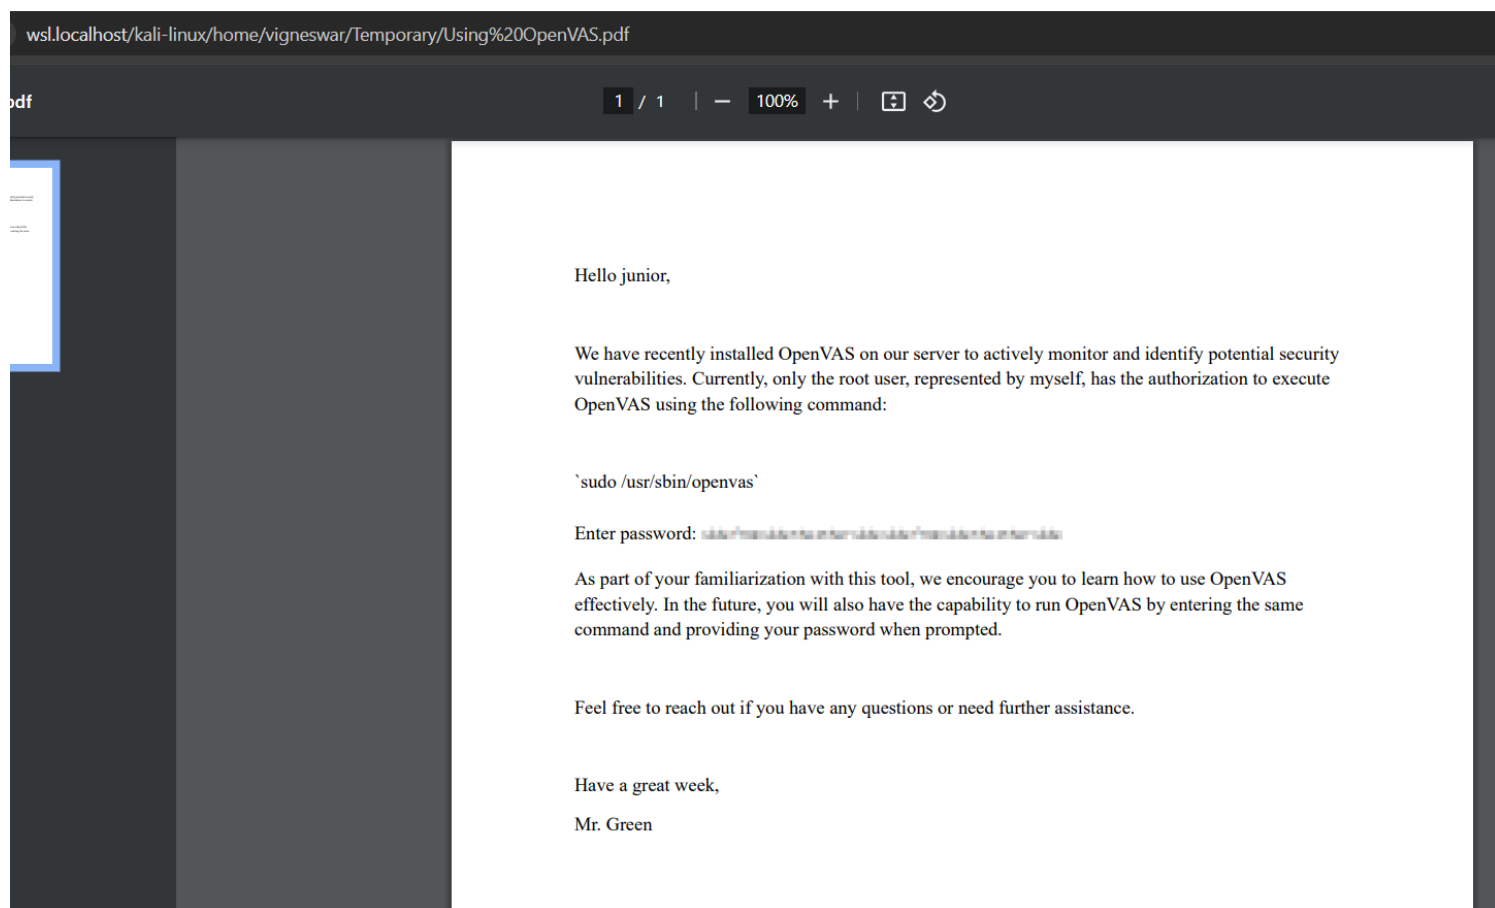 wsl.localhost/kali-linux/home/vigneswar/Temporary/Using%20OpenVAS.pdf
pdf
1 / 1
100%
Hello junior,
We have recently installed OpenVAS on our server to actively monitor and identify potential security
vulnerabilities. Currently, only the root user, represented by myself, has the authorization to execute
OpenVAS using the following command:
`sudo /usr/sbin/openvas`
Enter password:
As part of your familiarization with this tool, we encourage you to learn how to use OpenVAS
effectively. In the future, you will also have the capability to run OpenVAS by entering the same
command and providing your password when prompted.
Feel free to reach out if you have any questions or need further assistance.
Have a great week,
Mr. Green